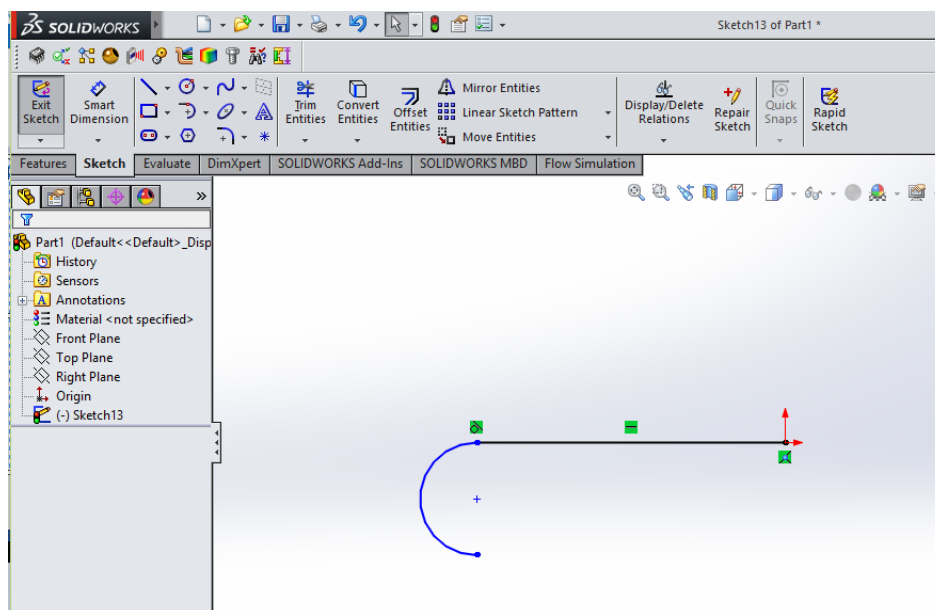 SOLIDWORKS
Sketch13 of Part1 *
Exit Sketch
Smart Dimension
Trim Entities
Convert Entities
Offset Entities
Mirror Entities
Linear Sketch Pattern
Move Entities
Display/Delete Relations
Repair Sketch
Quick Snaps
Rapid Sketch
Features Sketch Evaluate DimXpert SOLIDWORKS Add-Ins SOLIDWORKS MBD Flow Simulation
Part1 (Default<<Default>_Disp
History
Sensors
Annotations
Material <not specified>
Front Plane
Top Plane
Right Plane
Origin
(-) Sketch13